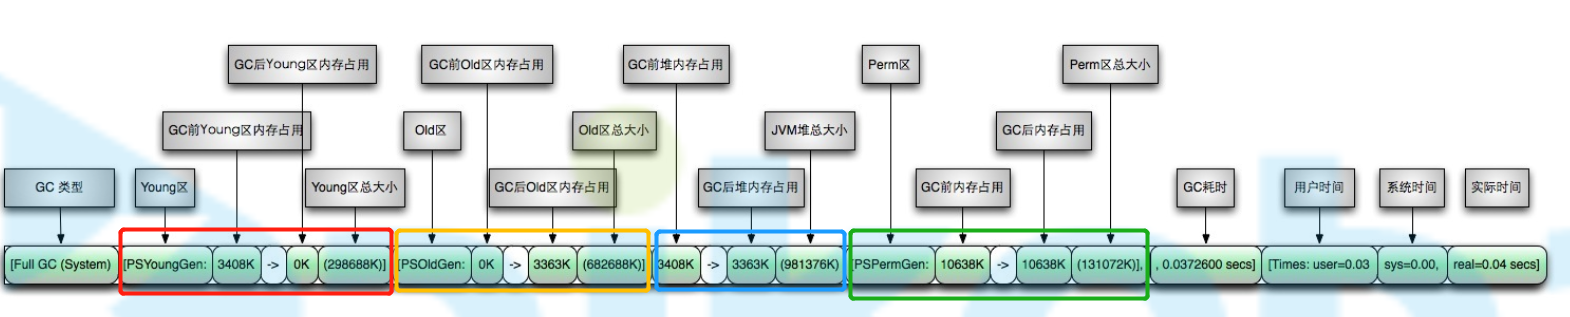 GC后Young区内存占用
GC前Old区内存占用
GC前堆内存占用
Perm区
Perm区总大小
GC前Young区内存占用
Old区
Old区总大小
JVM堆总大小
GC后内存占用
GC 类型
Young区
Young区总大小
GC后Old区内存占用
GC后堆内存占用
GC前内存占用
GC耗时
用户时间
系统时间
实际时间
[Full GC (System) [PSYoungGen: 3408K -> 0K (298688K)] [PSOldGen: 0K -> 3363K (682688K)] 3408K -> 3363K (981376K) [PSPermGen: 10638K -> 10638K (131072K)], , 0.0372600 secs] [Times: user=0.03 sys=0.00, real=0.04 secs]